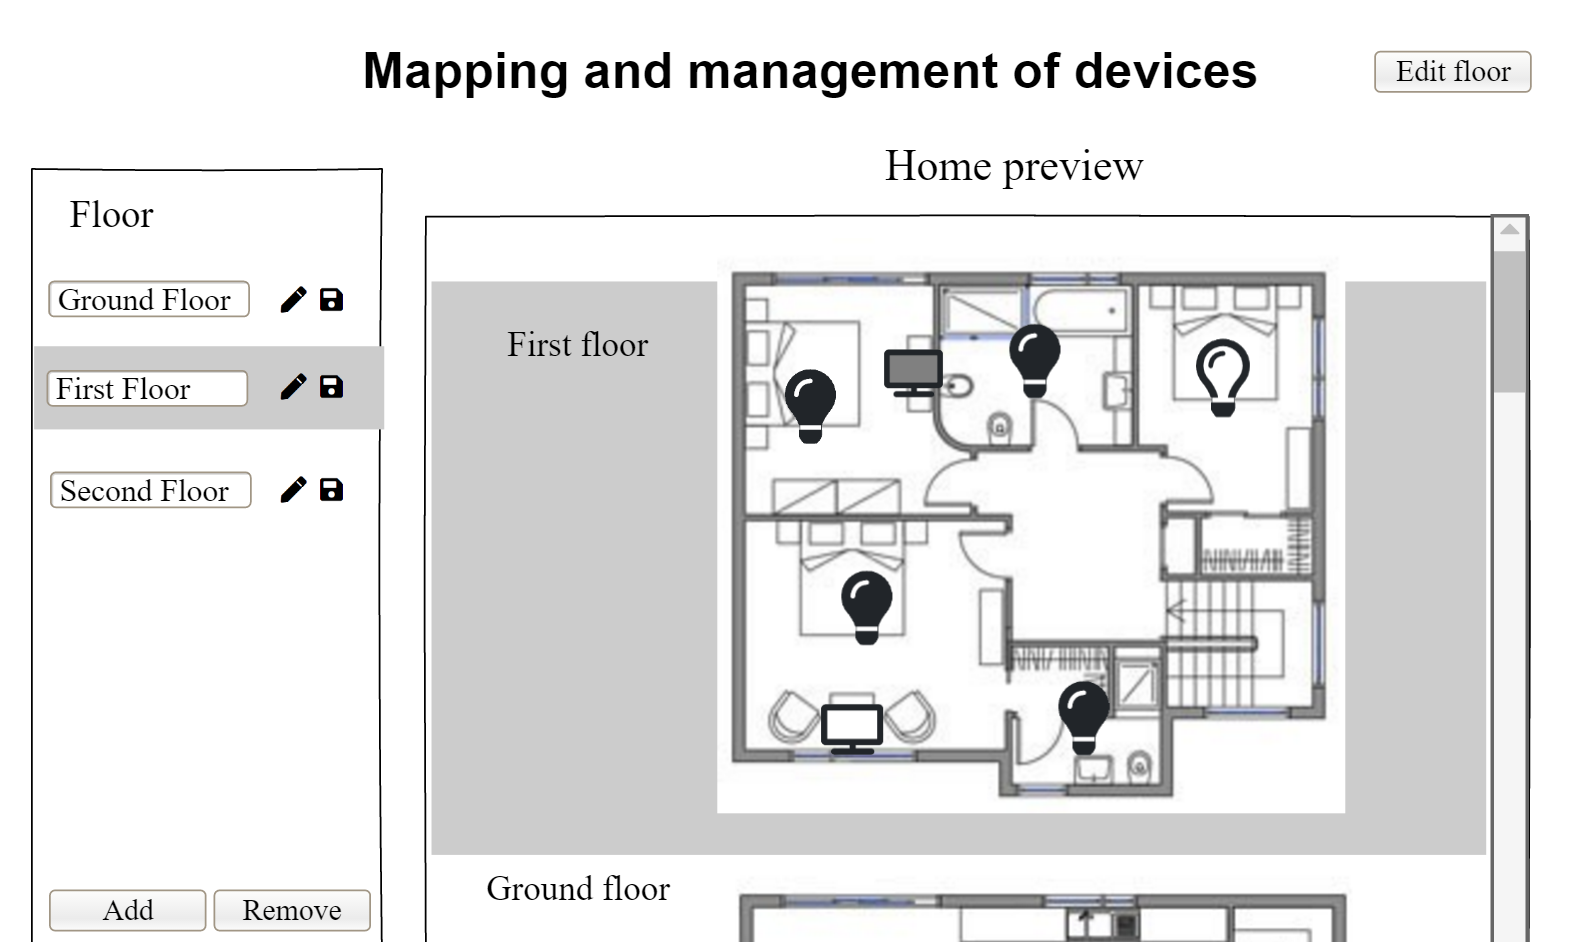 Mapping and management of devices
Edit floor
Home preview
Floor
Ground Floor
First Floor
Second Floor
Add
Remove
First floor
Ground floor